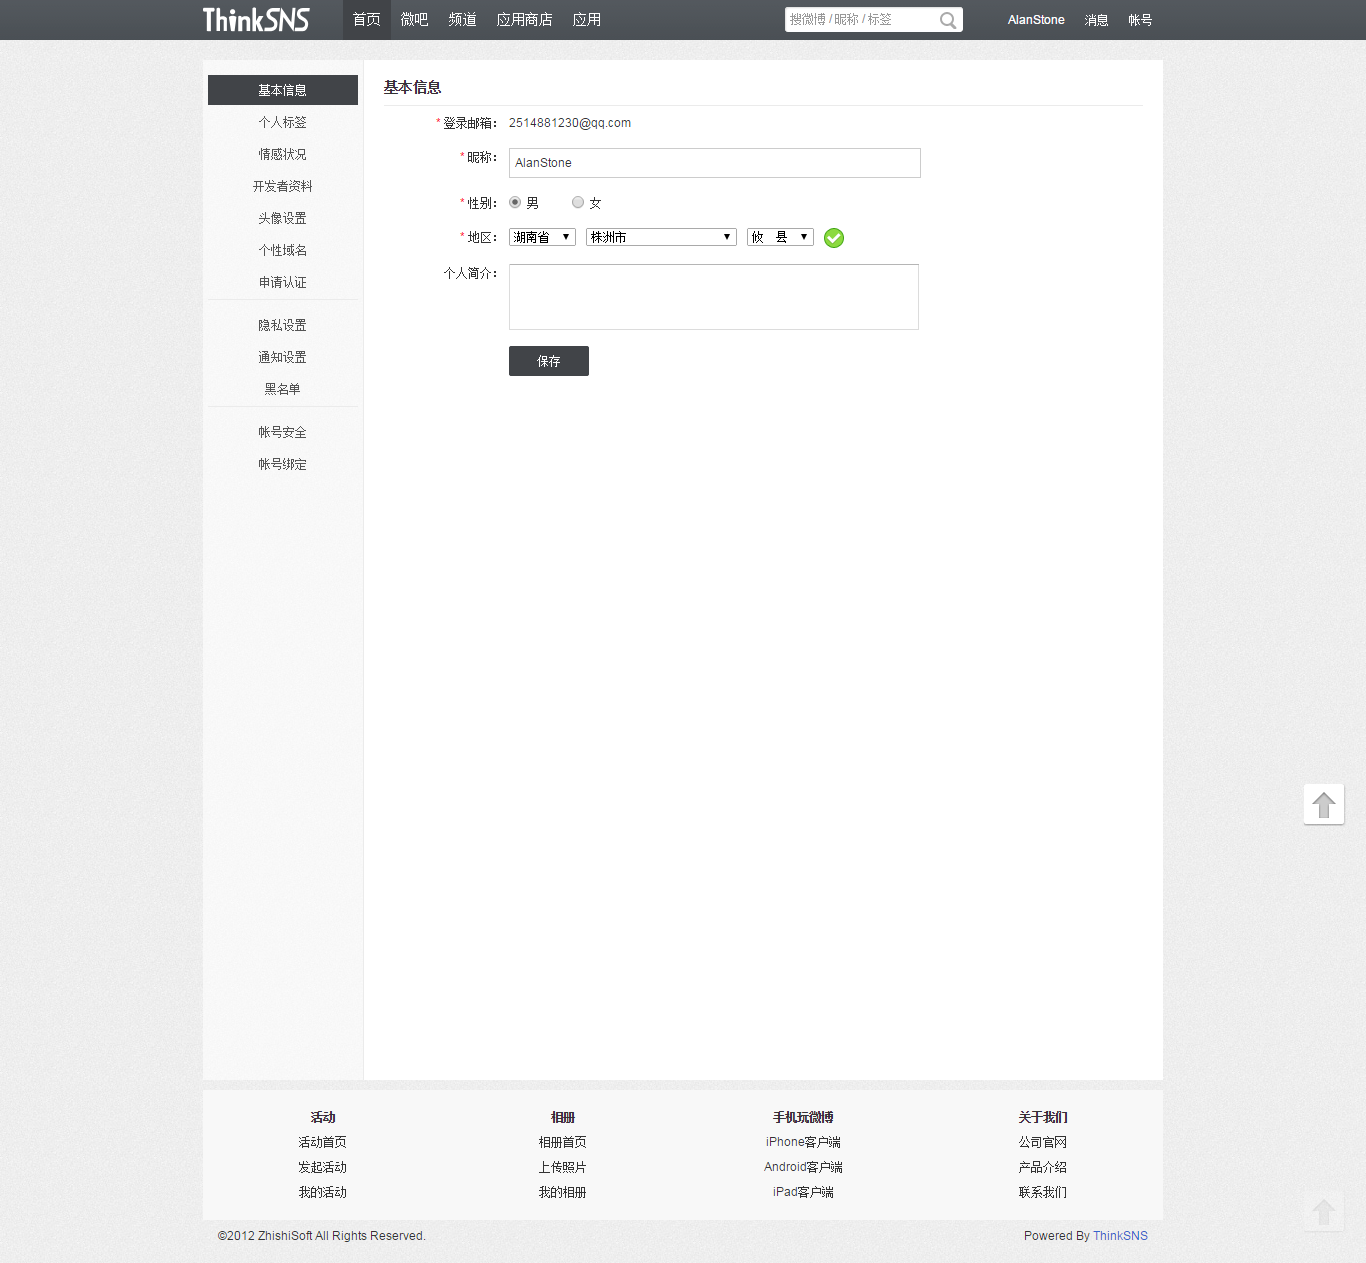 ThinkSNS 首页 微吧 频道 应用商店 应用 搜微博 / 昵称 / 标签 AlanStone 消息 帐号
基本信息
个人标签
情感状况
开发者资料
头像设置
个性域名
申请认证
隐私设置
通知设置
黑名单
帐号安全
帐号绑定
基本信息
* 登录邮箱： 2514881230@qq.com
* 昵称： AlanStone
* 性别： 男 女
* 地区： 湖南省 株洲市 攸 县
个人简介：
保存
活动 相册 手机玩微博 关于我们
活动首页 相册首页 iPhone客户端 公司官网
发起活动 上传照片 Android客户端 产品介绍
我的活动 我的相册 iPad客户端 联系我们
©2012 ZhishiSoft All Rights Reserved. Powered By ThinkSNS